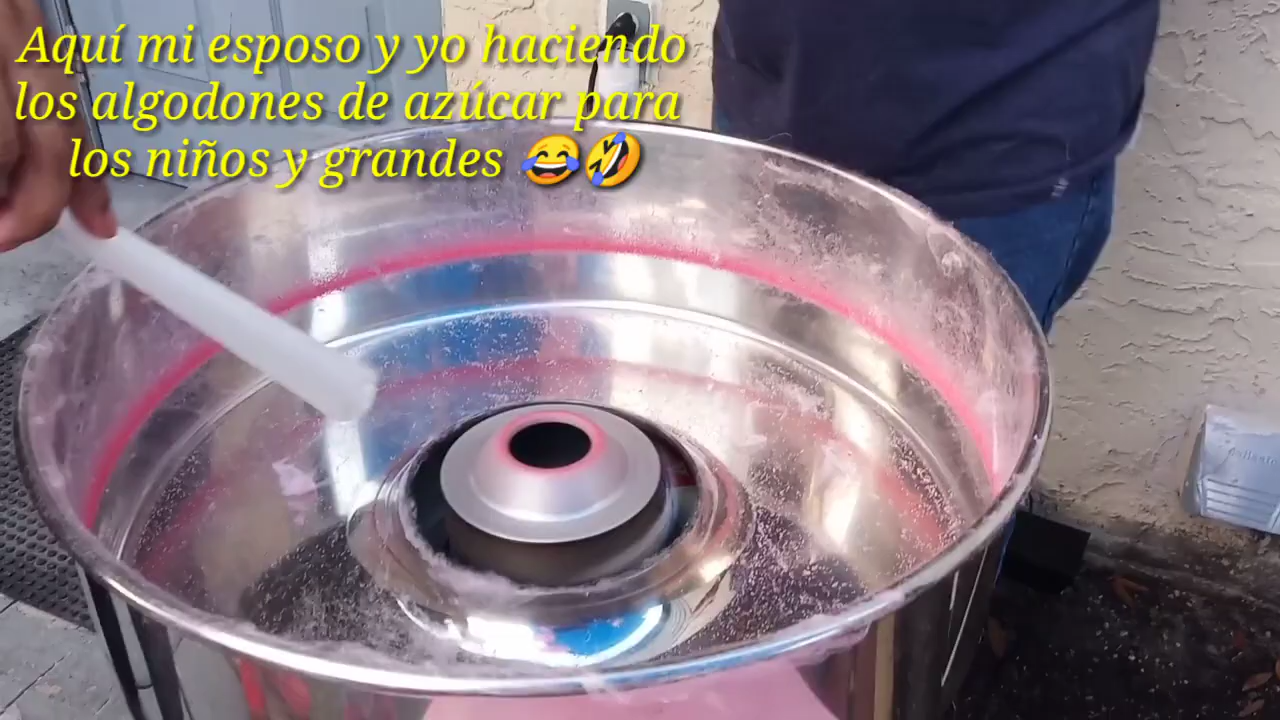 Aquí mi esposo y yo haciendo
los algodones de azúcar para
los niños y grandes 😂🤣